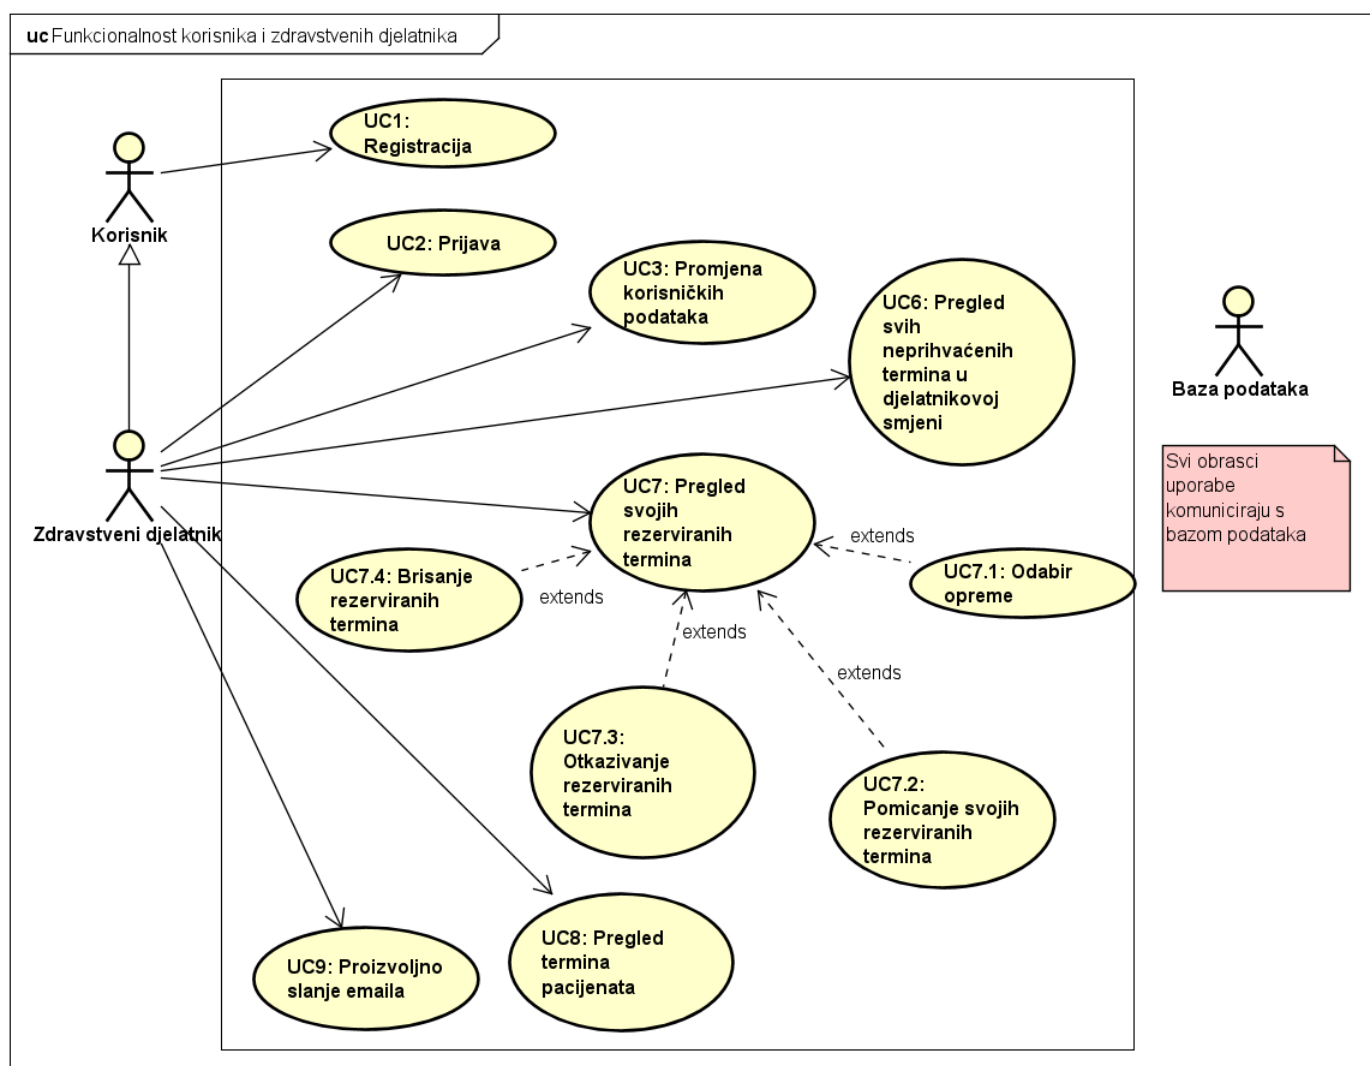 uc Funkcionalnost korisnika i zdravstvenih djelatnika
UC1:
Registracija
Korisnik
UC2: Prijava
UC3: Promjena
korisničkih
podataka
UC6: Pregled
svih
neprihvaćenih
termina u
djelatnikovoj
smjeni
Baza podataka
Svi obrasci
uporabe
komuniciraju s
bazom podataka
Zdravstveni djelatnik
UC7: Pregled
svojih
rezerviranih
termina
extends
UC7.1: Odabir
opreme
UC7.4: Brisanje
rezerviranih
termina
extends
extends
extends
UC7.3:
Otkazivanje
rezerviranih
termina
UC7.2:
Pomicanje svojih
rezerviranih
termina
UC8: Pregled
termina
pacijenata
UC9: Proizvoljno
slanje emaila